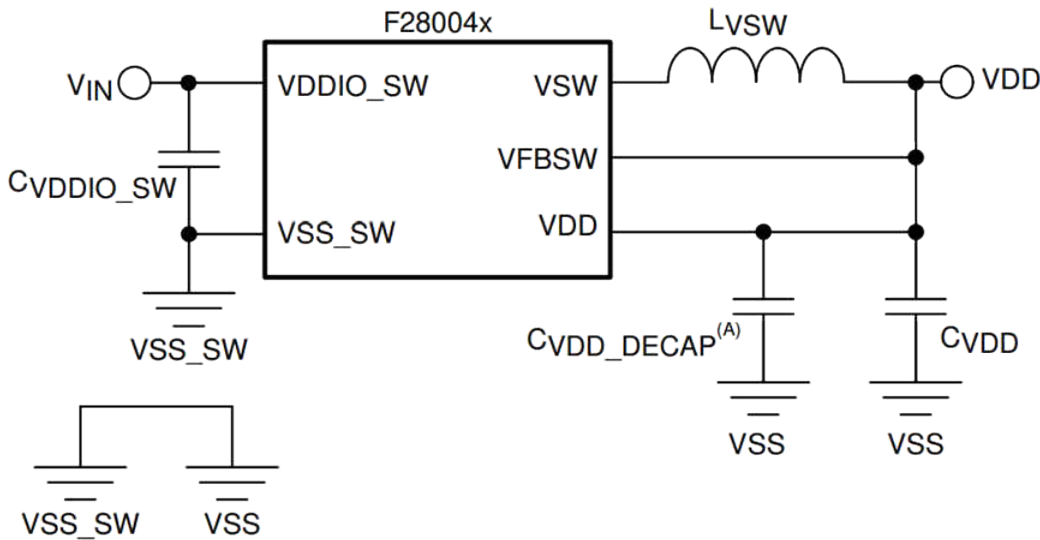 F28004x
LVSW
VIN
VDDIO_SW
VSW
VDD
VFBSW
CVDDIO_SW
VSS_SW
VDD
CVDD_DECAP(A)
CVDD
VSS_SW
VSS
VSS
VSS_SW
VSS